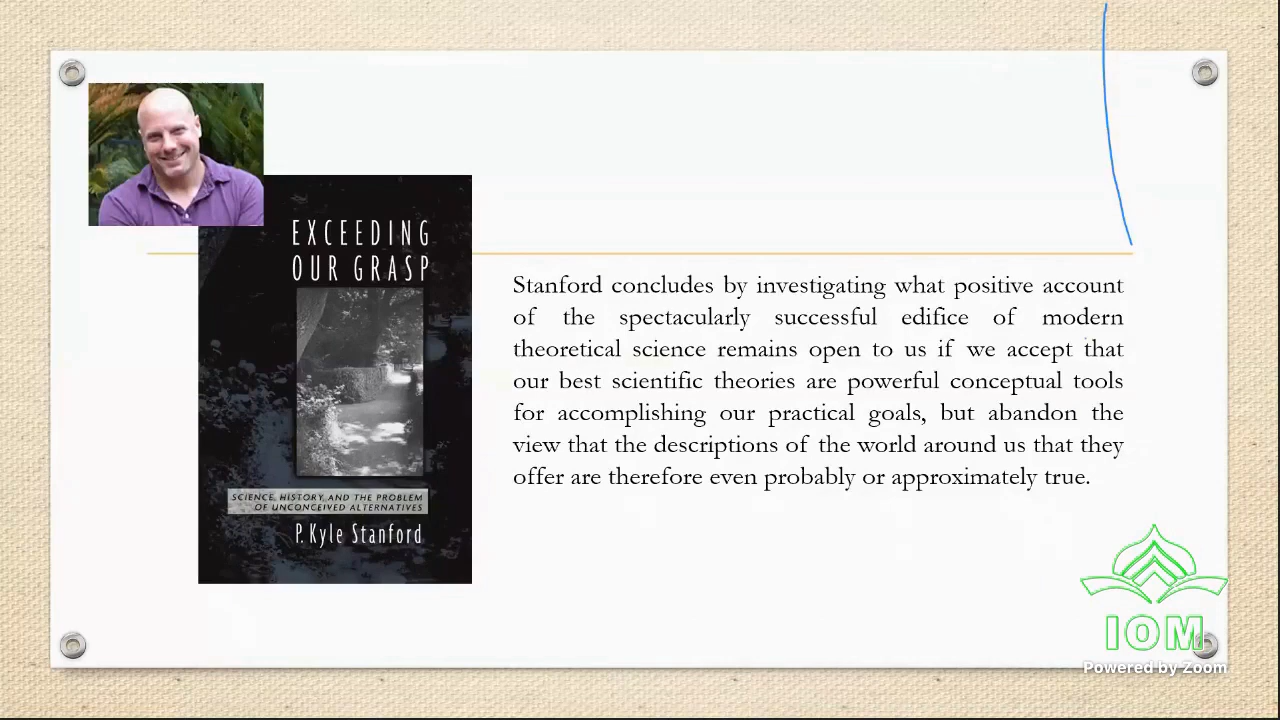 EXCEEDING
OUR GRASP
SCIENCE, HISTORY, AND THE PROBLEM
OF UNCONCEIVED ALTERNATIVES
P. Kyle Stanford
Stanford concludes by investigating what positive account
of the spectacularly successful edifice of modern
theoretical science remains open to us if we accept that
our best scientific theories are powerful conceptual tools
for accomplishing our practical goals, but abandon the
view that the descriptions of the world around us that they
offer are therefore even probably or approximately true.
IOM
Powered by Zoom